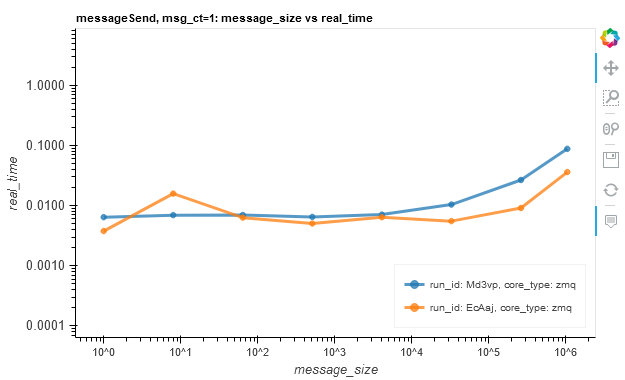 messageSend, msg_ct=1: message_size vs real_time
1.0000
0.1000
0.0100
0.0010
0.0001
real_time
run_id: Md3vp, core_type: zmq
run_id: EcAaj, core_type: zmq
10^0 10^1 10^2 10^3 10^4 10^5 10^6
message_size